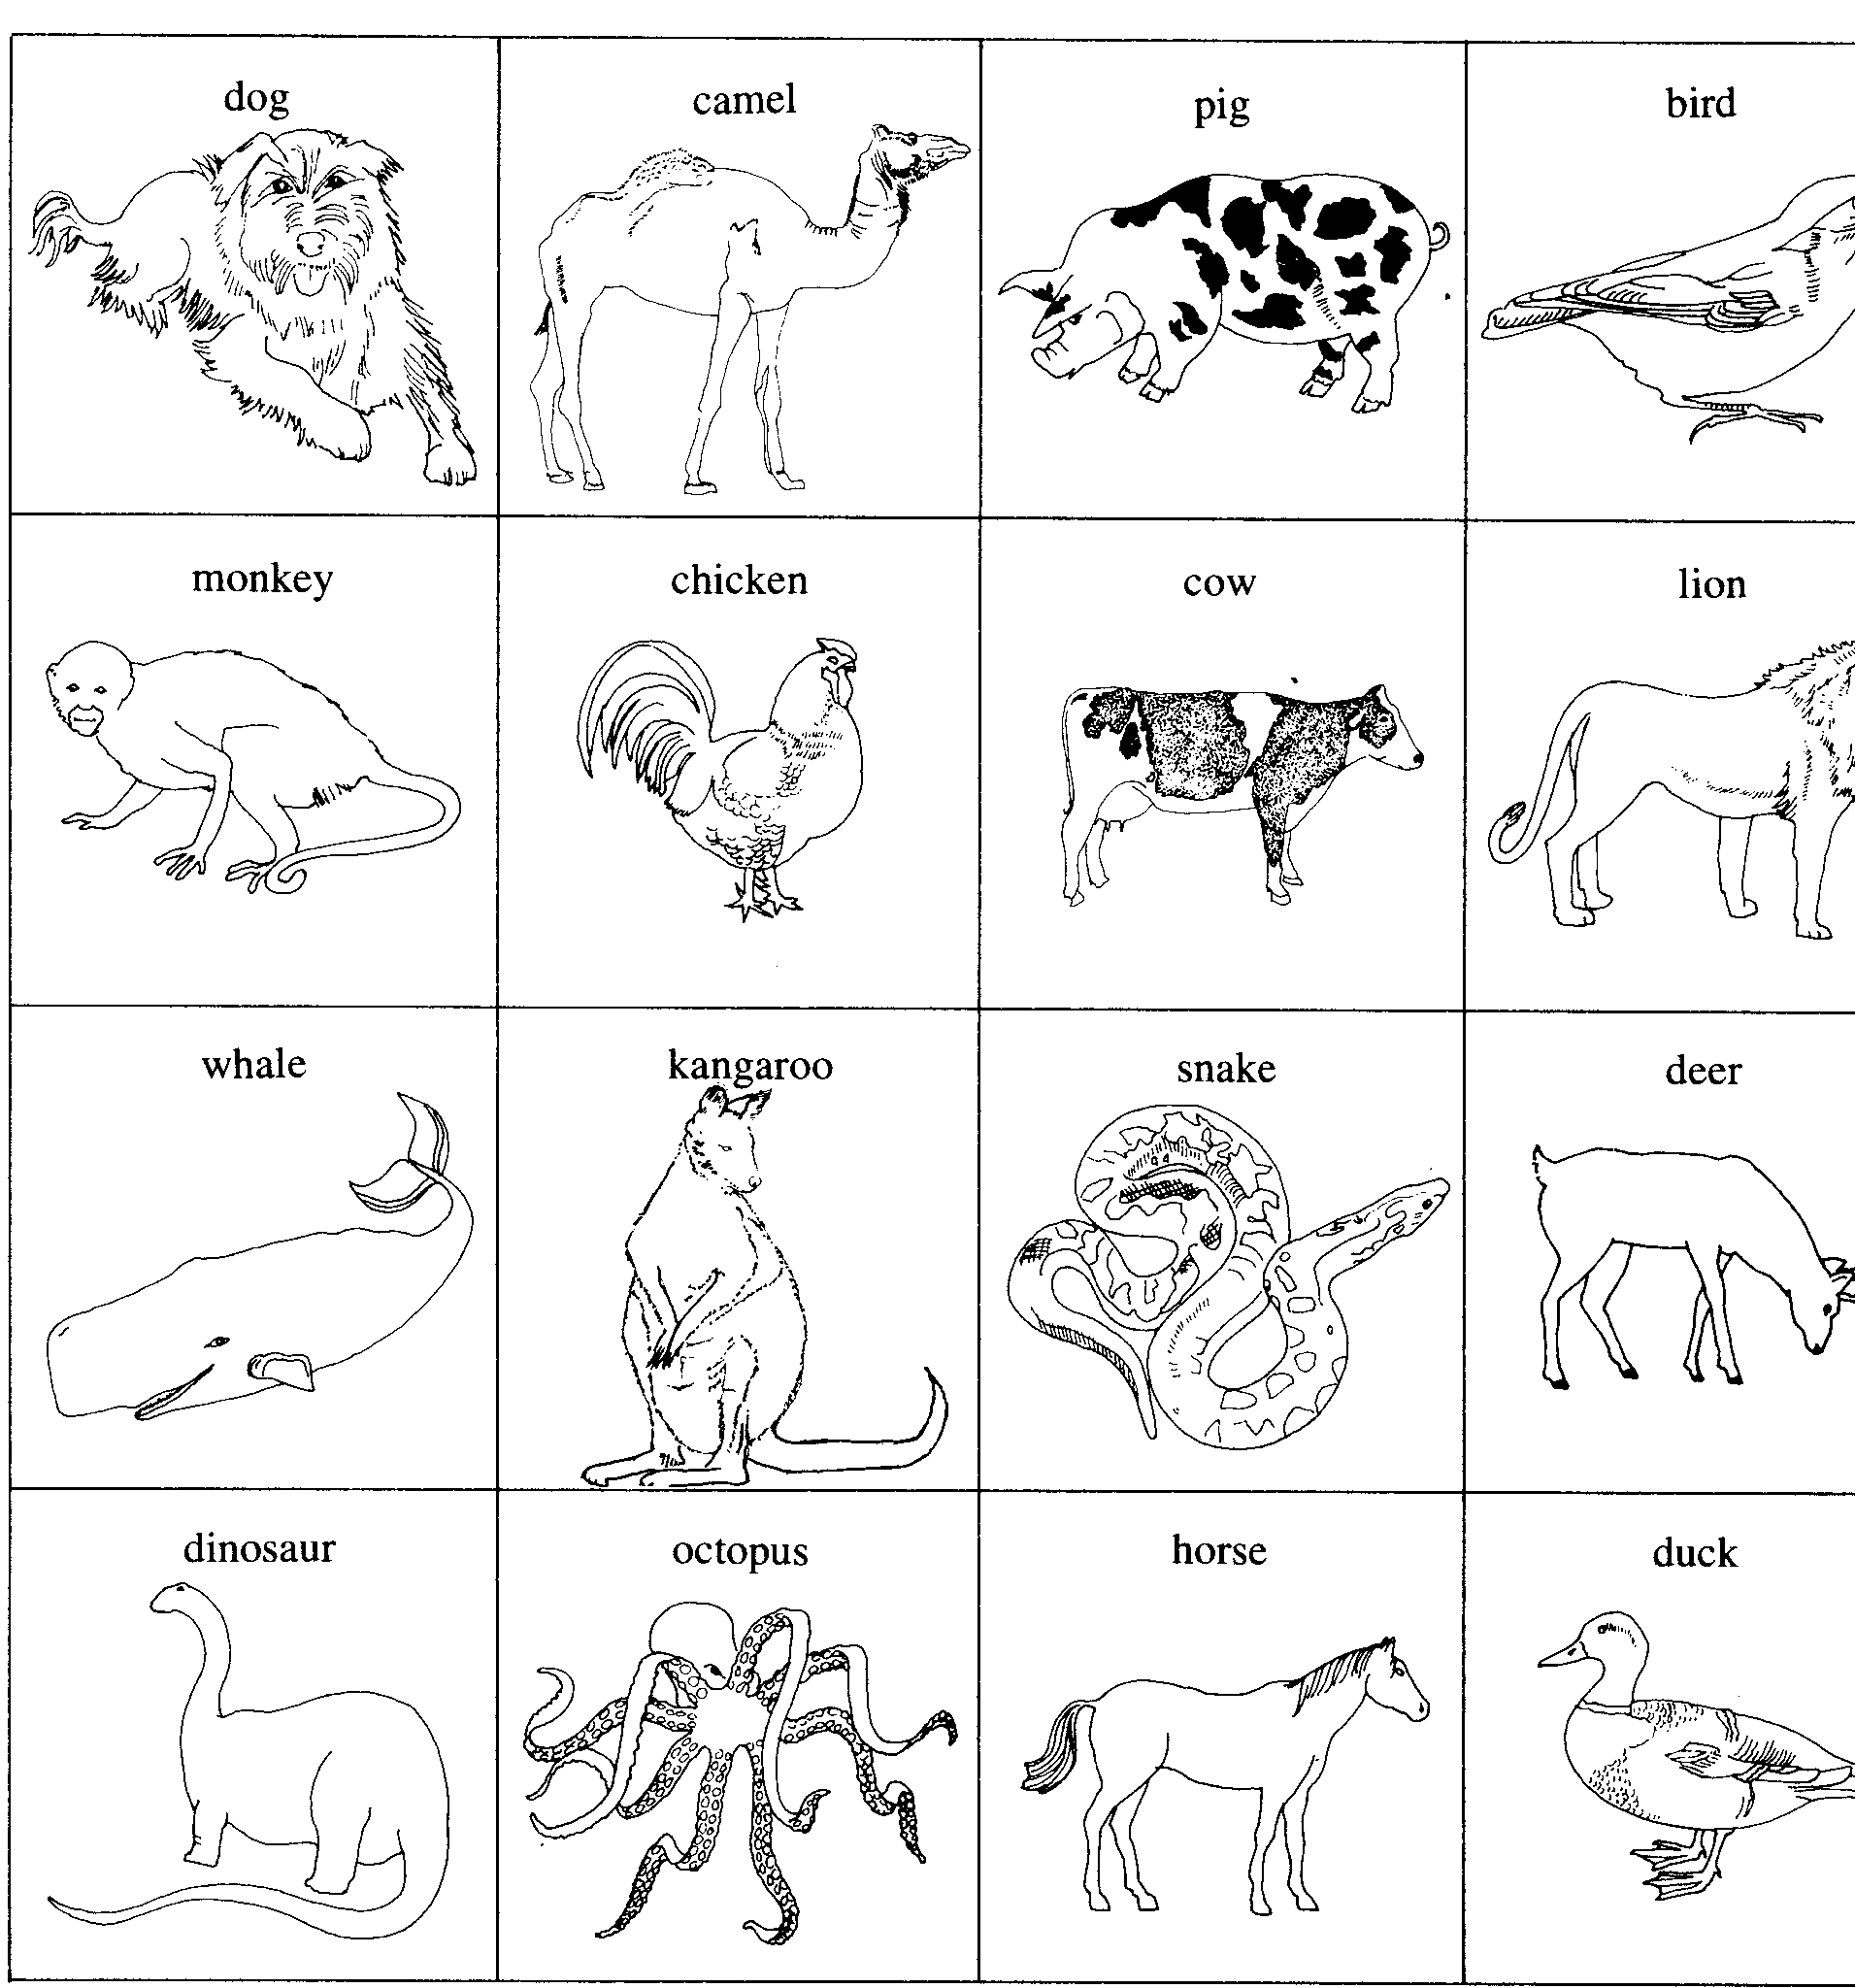 dog
camel
pig
bird
monkey
chicken
cow
lion
whale
kangaroo
snake
deer
dinosaur
octopus
horse
duck